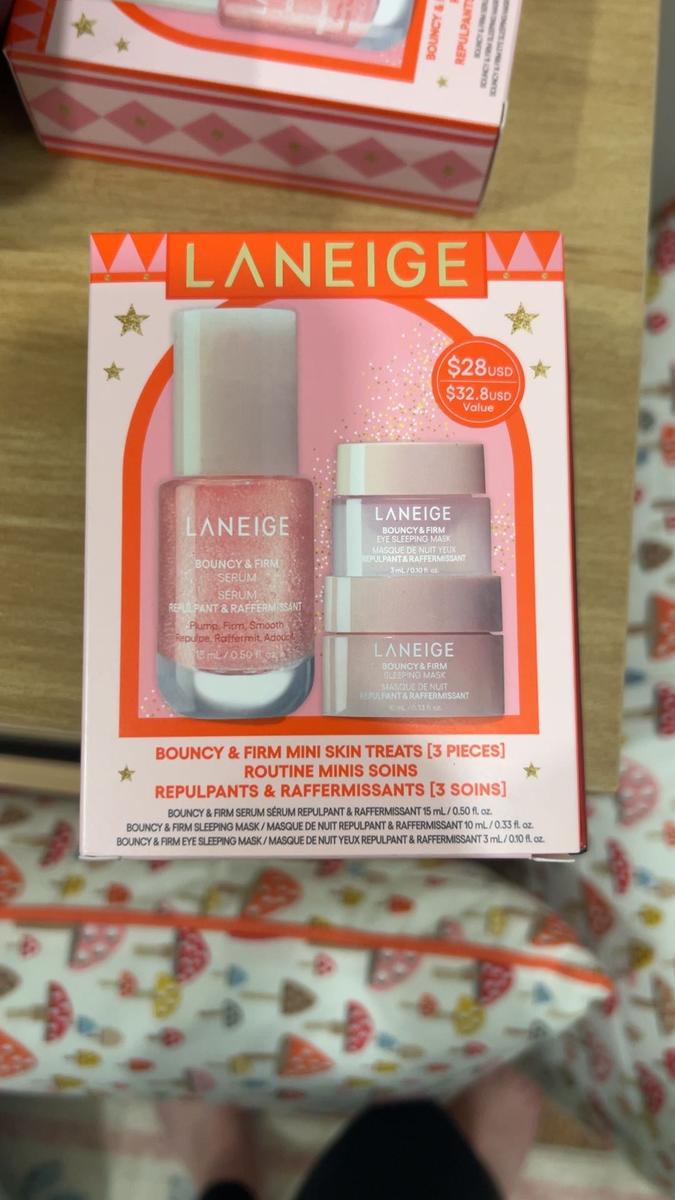 BOUNCY &
REPULPANT
LANEIGE
$28USD
$32.8USD
Value
LANEIGE
BOUNCY & FIRM
SERUM
SÉRUM
REPULPANT & RAFFERMISSANT
Plump, Firm, Smooth
Repulpe, Raffermit, Adoucit
15 mL / 0.50 fl. oz.
LANEIGE
BOUNCY & FIRM
EYE SLEEPING MASK
MASQUE DE NUIT YEUX
REPULPANT & RAFFERMISSANT
3 mL / 0.10 fl. oz.
LANEIGE
BOUNCY & FIRM
SLEEPING MASK
MASQUE DE NUIT
REPULPANT & RAFFERMISSANT
BOUNCY & FIRM MINI SKIN TREATS [3 PIECES]
ROUTINE MINIS SOINS
REPULPANTS & RAFFERMISSANTS [3 SOINS]
BOUNCY & FIRM SERUM SÉRUM REPULPANT & RAFFERMISSANT 15 mL / 0.50 fl. oz.
BOUNCY & FIRM SLEEPING MASK / MASQUE DE NUIT REPULPANT & RAFFERMISSANT 10 mL / 0.33 fl. oz.
BOUNCY & FIRM EYE SLEEPING MASK / MASQUE DE NUIT YEUX REPULPANT & RAFFERMISSANT 3 mL / 0.10 fl. oz.